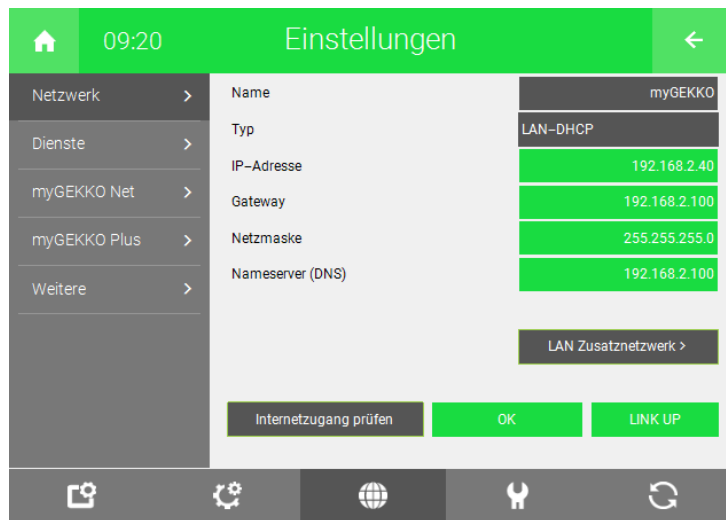 09:20
Einstellungen
Netzwerk
Dienste
myGEKKO Net
myGEKKO Plus
Weitere
Name
myGEKKO
Typ
LAN-DHCP
IP-Adresse
192.168.2.40
Gateway
192.168.2.100
Netzmaske
255.255.255.0
Nameserver (DNS)
192.168.2.100
LAN Zusatznetzwerk >
Internetzugang prüfen
OK
LINK UP